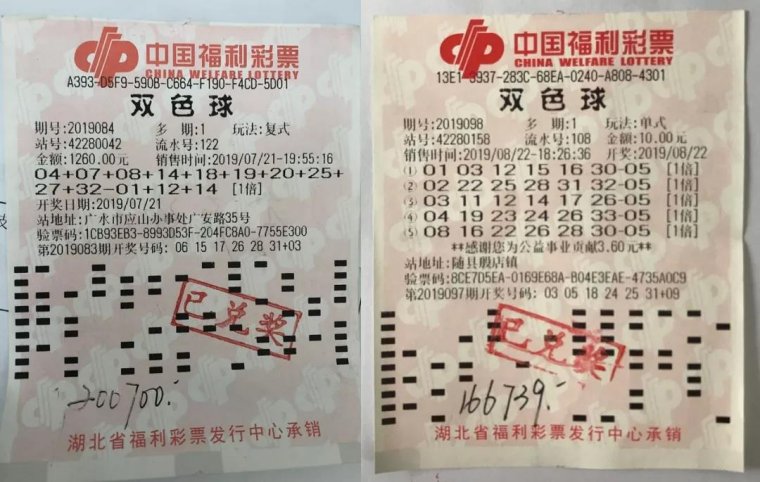 中国福利彩票
CHINA WELFARE LOTTERY
A393-D5F9-590B-C664-F190-F4CD-5D01
双色球
期号:2019084 多 期:1 玩法:复式
站号:42280042 流水号:122
金额:1260.00元 销售时间:2019/07/21-19:55:16
04+07+08+14+18+19+20+25+
27+32-01+12+14 [1倍]
开奖日期:2019/07/21
站地址:广水市应山办事处广安路35号
验票码:1CB93EB3-8993D53F-204FC8A0-7755E300
第2019083期开奖号码: 06 15 17 26 28 31+03
已兑奖
200700.-
湖北省福利彩票发行中心承销
中国福利彩票
CHINA WELFARE LOTTERY
13E1-3937-283C-68EA-0240-A808-4301
双色球
期号:2019098 多 期:1 玩法:单式
站号:42280158 流水号:108 金额:10.00元
销售时间:2019/08/22-18:26:36 开奖:2019/08/22
① 01 03 12 15 16 30-05 [1倍]
② 02 22 25 28 31 32-05 [1倍]
③ 03 11 12 14 17 26-05 [1倍]
④ 04 19 23 24 26 33-05 [1倍]
⑤ 08 16 22 26 28 30-05 [1倍]
**感谢您为公益事业贡献3.60元**
站地址:随县殷店镇
验票码:8CE7D5EA-0169E68A-B04E3EAE-4735A0C9
第2019097期开奖号码: 03 05 18 24 25 31+09
已兑奖
166739.-
湖北省福利彩票发行中心承销